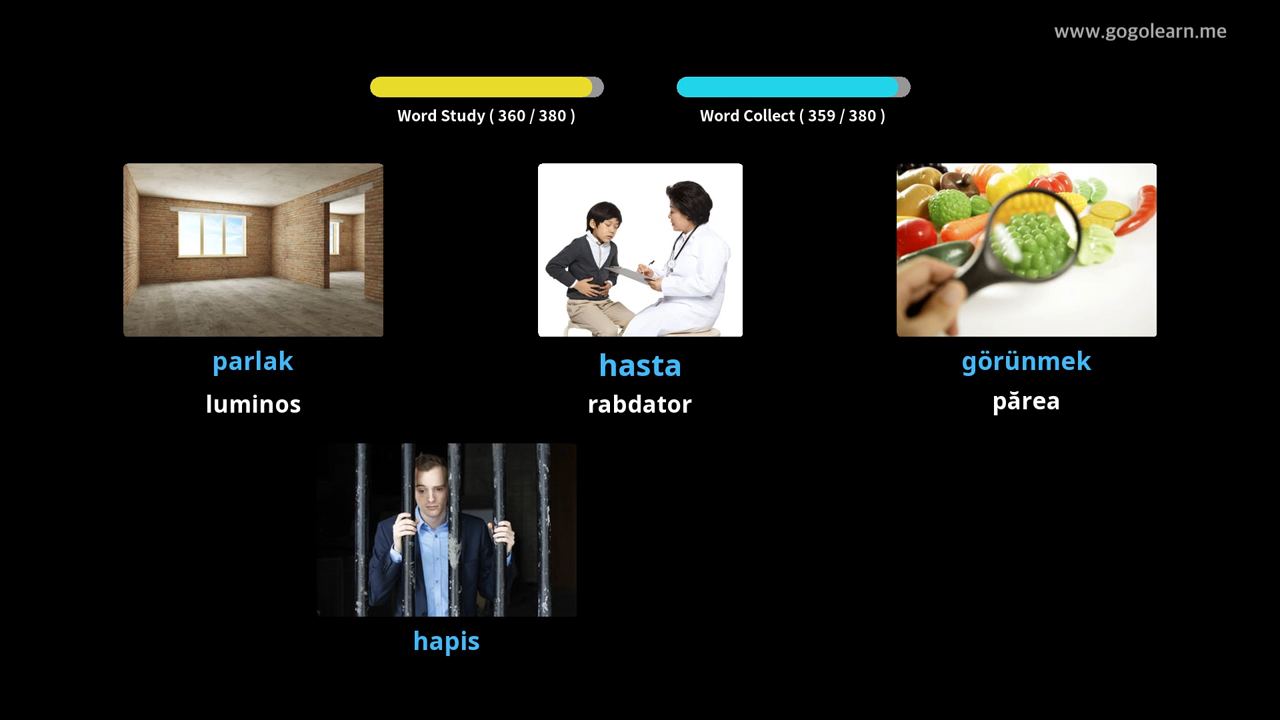 www.gogolearn.me
Word Study ( 360 / 380 )
Word Collect ( 359 / 380 )
parlak
luminos
hasta
rabdator
görünmek
părea
hapis